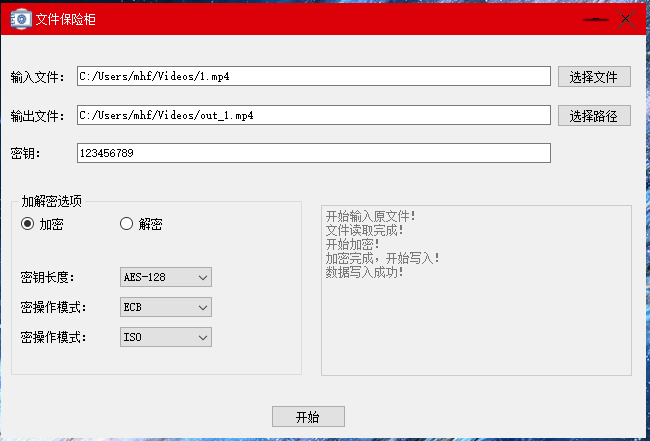 文件保险柜
输入文件： C:/Users/mhf/Videos/1.mp4 选择文件
输出文件： C:/Users/mhf/Videos/out_1.mp4 选择路径
密钥： 123456789
加解密选项
加密 解密
密钥长度： AES-128
密操作模式： ECB
密操作模式： ISO
开始输入原文件！
文件读取完成！
开始加密！
加密完成，开始写入！
数据写入成功！
开始